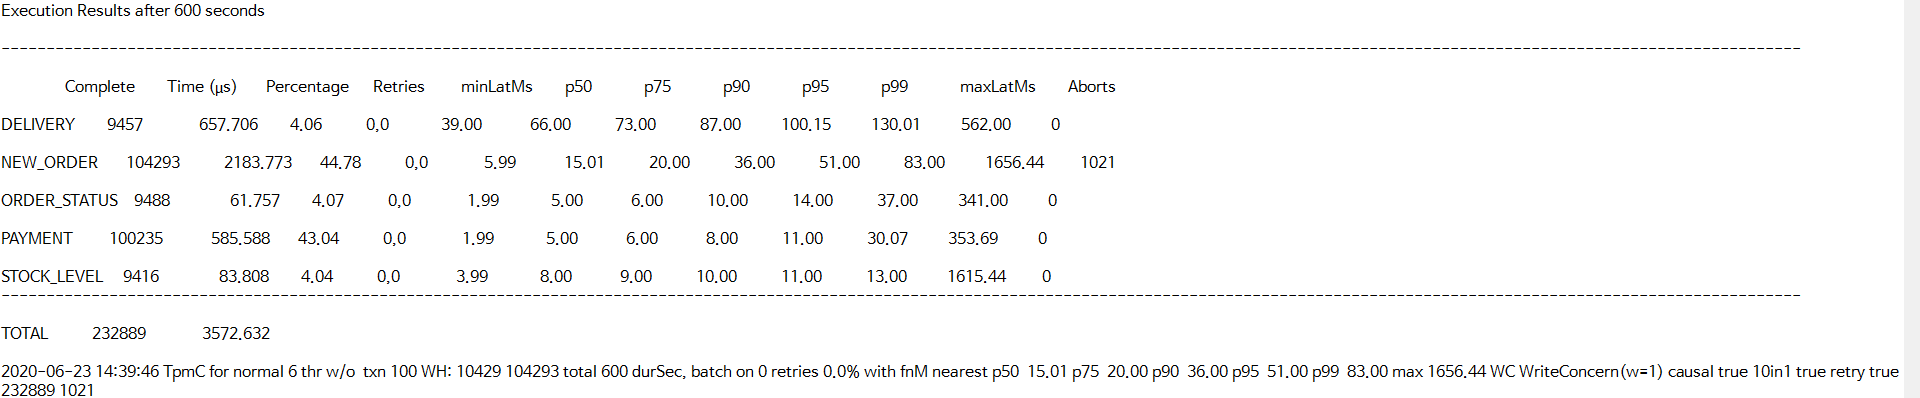 Execution Results after 600 seconds
Complete Time (µs) Percentage Retries minLatMs p50 p75 p90 p95 p99 maxLatMs Aborts
DELIVERY 9457 657.706 4.06 0,0 39.00 66.00 73.00 87.00 100.15 130.01 562.00 0
NEW_ORDER 104293 2183.773 44.78 0,0 5.99 15.01 20.00 36.00 51.00 83.00 1656.44 1021
ORDER_STATUS 9488 61.757 4.07 0,0 1.99 5.00 6.00 10.00 14.00 37.00 341.00 0
PAYMENT 100235 585.588 43.04 0,0 1.99 5.00 6.00 8.00 11.00 30.07 353.69 0
STOCK_LEVEL 9416 83.808 4.04 0,0 3.99 8.00 9.00 10.00 11.00 13.00 1615.44 0
TOTAL 232889 3572.632
2020-06-23 14:39:46 TpmC for normal 6 thr w/o txn 100 WH: 10429 104293 total 600 durSec, batch on 0 retries 0.0% with fnM nearest p50 15.01 p75 20.00 p90 36.00 p95 51.00 p99 83.00 max 1656.44 WC WriteConcern(w=1) causal true 10in1 true retry true
232889 1021